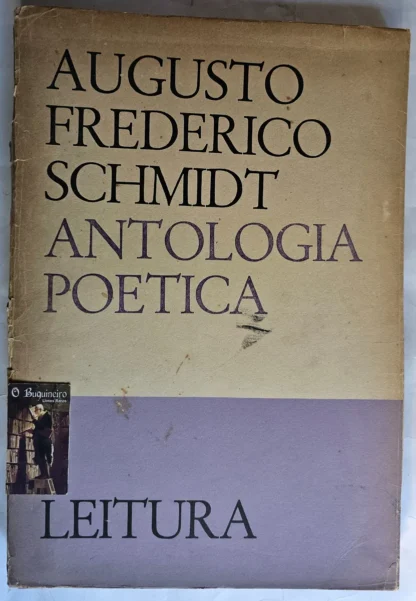 AUGUSTO
FREDERICO
SCHMIDT
ANTOLOGIA
POETICA
O Buquineiro
LEITURA